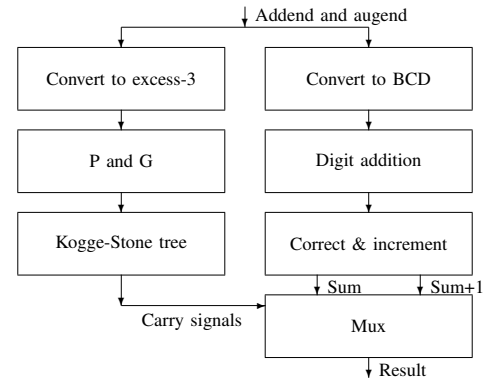 Addend and augend
Convert to excess-3
Convert to BCD
P and G
Digit addition
Kogge-Stone tree
Correct & increment
Sum
Sum+1
Carry signals
Mux
Result